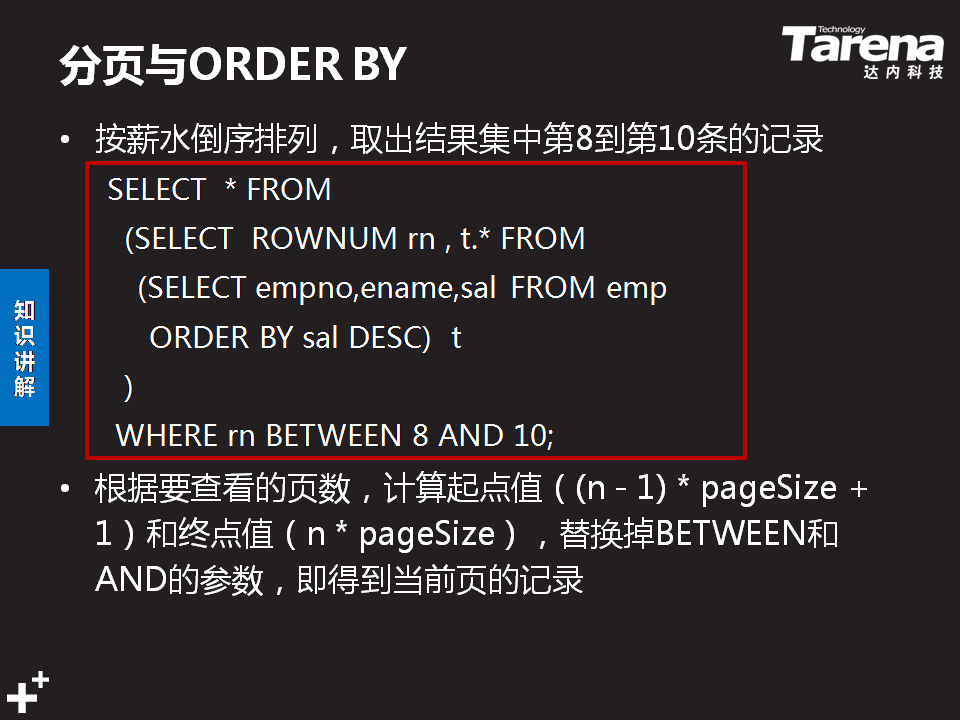 分页与ORDER BY
Technology
Tarena
达内科技
• 按薪水倒序排列，取出结果集中第8到第10条的记录
SELECT * FROM
(SELECT ROWNUM rn , t.* FROM
(SELECT empno,ename,sal FROM emp
ORDER BY sal DESC) t
)
WHERE rn BETWEEN 8 AND 10;
知识讲解
• 根据要查看的页数，计算起点值（(n - 1) * pageSize +
1）和终点值（n * pageSize），替换掉BETWEEN和
AND的参数，即得到当前页的记录